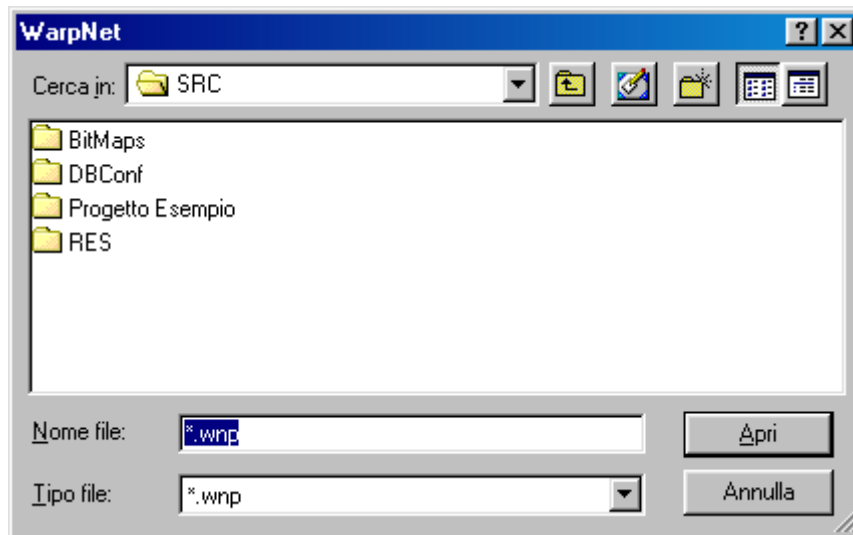 WarpNet
Cerca in: SRC
BitMaps
DBConf
Progetto Esempio
RES
Nome file: *.wnp Apri
Tipo file: *.wnp Annulla